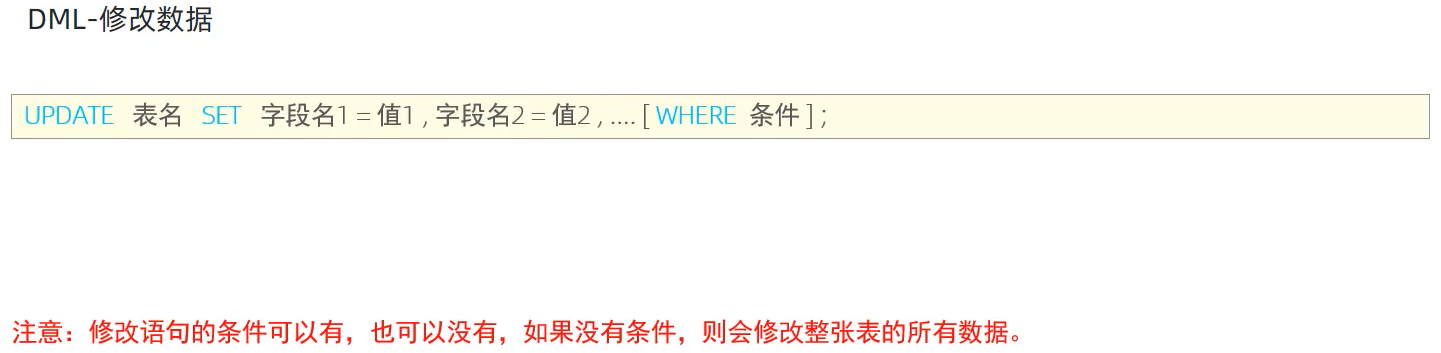 DML-修改数据
UPDATE 表名 SET 字段名1 = 值1 , 字段名2 = 值2 , .... [ WHERE 条件 ] ;
注意：修改语句的条件可以有，也可以没有，如果没有条件，则会修改整张表的所有数据。